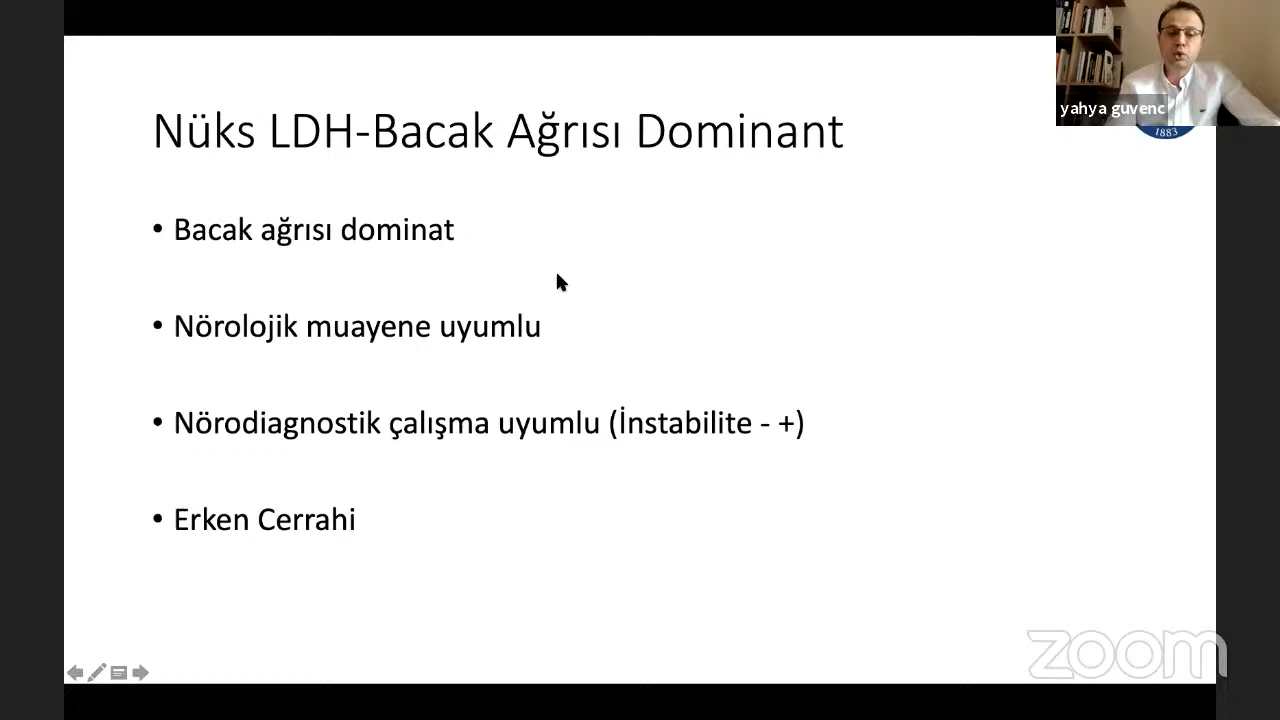 yahya guvenc
1883
Nüks LDH-Bacak Ağrısı Dominant
• Bacak ağrısı dominat
• Nörolojik muayene uyumlu
• Nörodiagnostik çalışma uyumlu (İnstabilite - +)
• Erken Cerrahi
zoom